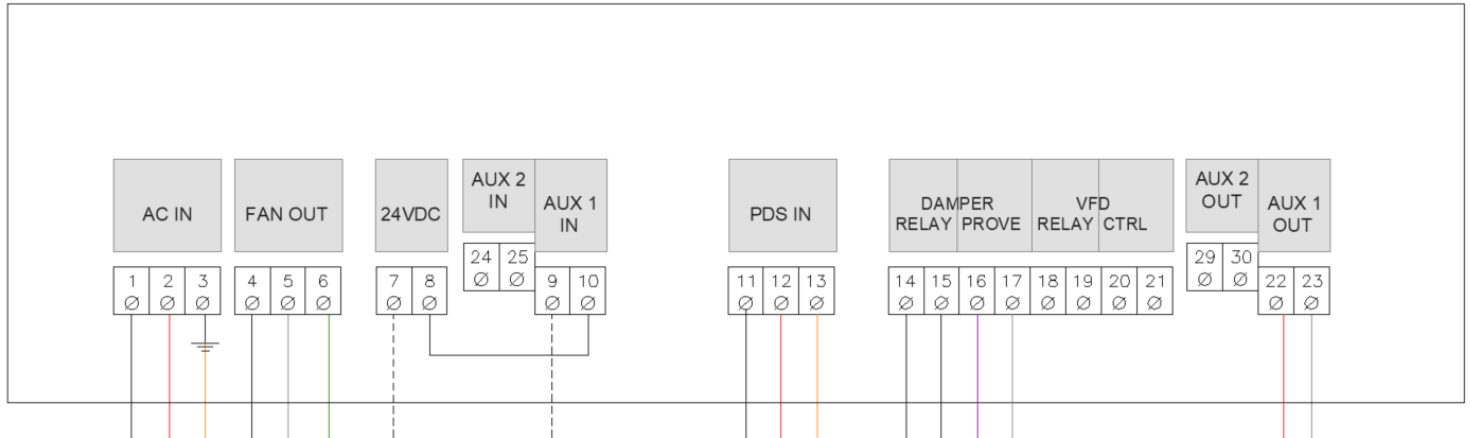 AC IN
FAN OUT
24VDC
AUX 2
IN
AUX 1
IN
PDS IN
DAMPER
RELAY PROVE
VFD
RELAY CTRL
AUX 2
OUT
AUX 1
OUT
1 2 3
4 5 6
7 8
24 25
9 10
11 12 13
14 15 16 17 18 19 20 21
29 30
22 23